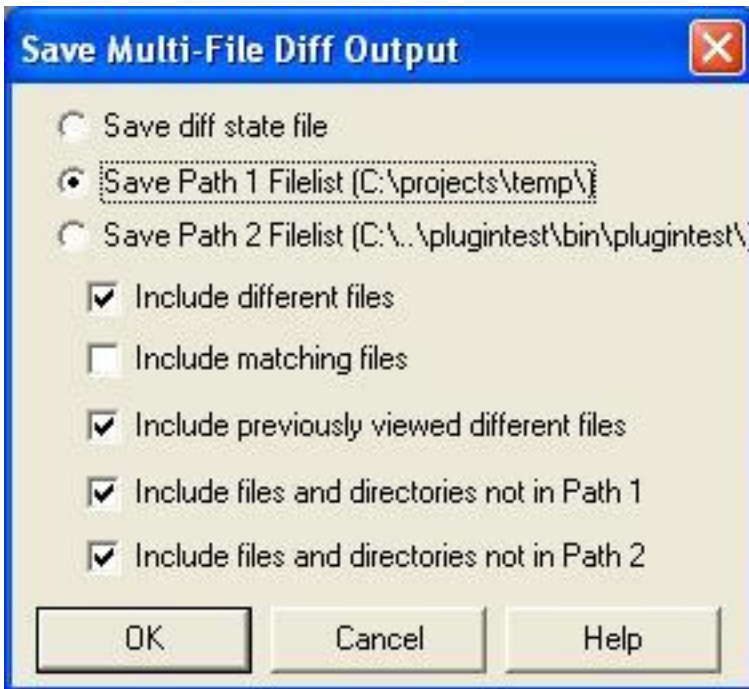 Save Multi-File Diff Output
Save diff state file
Save Path 1 Filelist (C:\projects\temp\)
Save Path 2 Filelist (C:\..\plugintest\bin\plugintest\)
Include different files
Include matching files
Include previously viewed different files
Include files and directories not in Path 1
Include files and directories not in Path 2
OK Cancel Help